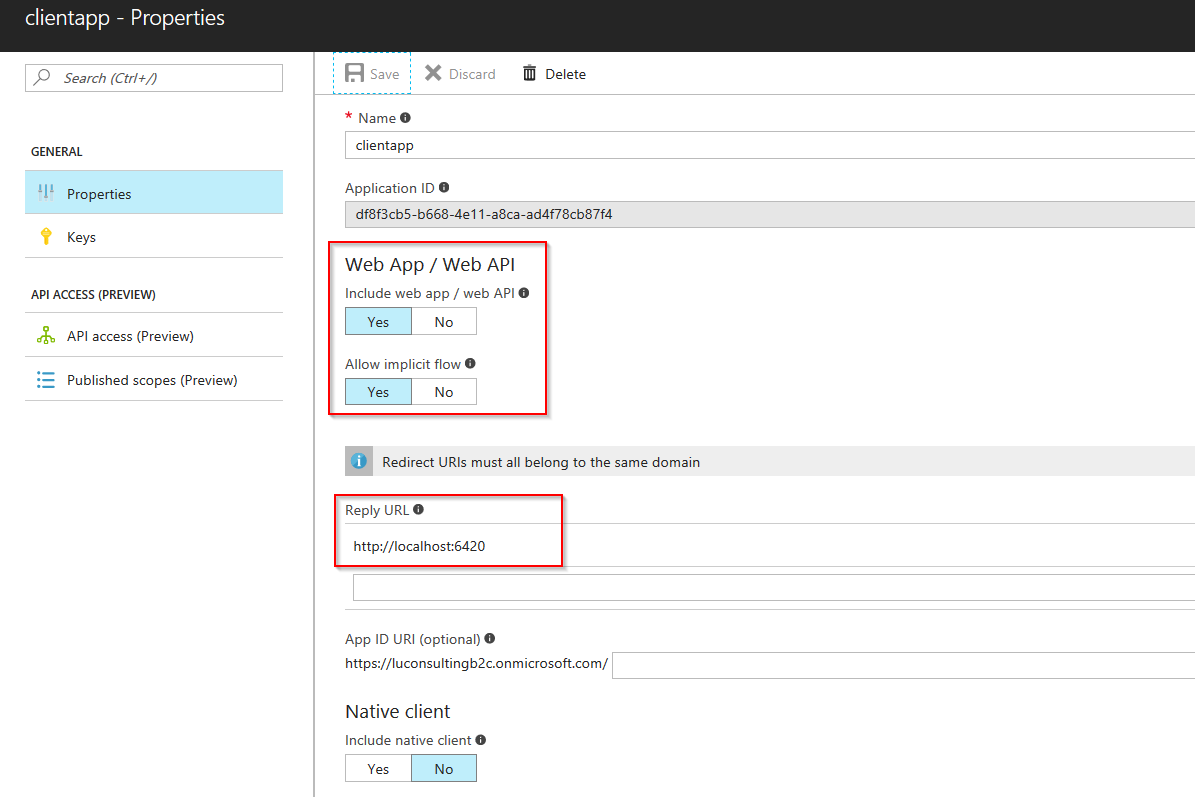 clientapp - Properties
Search (Ctrl+/)
GENERAL
Properties
Keys
API ACCESS (PREVIEW)
API access (Preview)
Published scopes (Preview)
Save Discard Delete
* Name
clientapp
Application ID
df8f3cb5-b668-4e11-a8ca-ad4f78cb87f4
Web App / Web API
Include web app / web API
Yes No
Allow implicit flow
Yes No
Redirect URIs must all belong to the same domain
Reply URL
http://localhost:6420
App ID URI (optional)
https://luconsultingb2c.onmicrosoft.com/
Native client
Include native client
Yes No